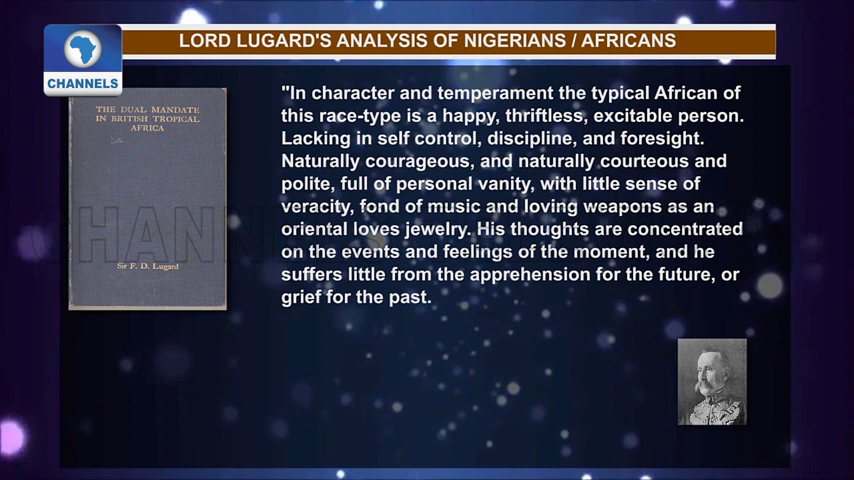 LORD LUGARD'S ANALYSIS OF NIGERIANS / AFRICANS
CHANNELS
THE DUAL MANDATE
IN BRITISH TROPICAL
AFRICA
Sir F. D. Lugard
"In character and temperament the typical African of
this race-type is a happy, thriftless, excitable person.
Lacking in self control, discipline, and foresight.
Naturally courageous, and naturally courteous and
polite, full of personal vanity, with little sense of
veracity, fond of music and loving weapons as an
oriental loves jewelry. His thoughts are concentrated
on the events and feelings of the moment, and he
suffers little from the apprehension for the future, or
grief for the past.